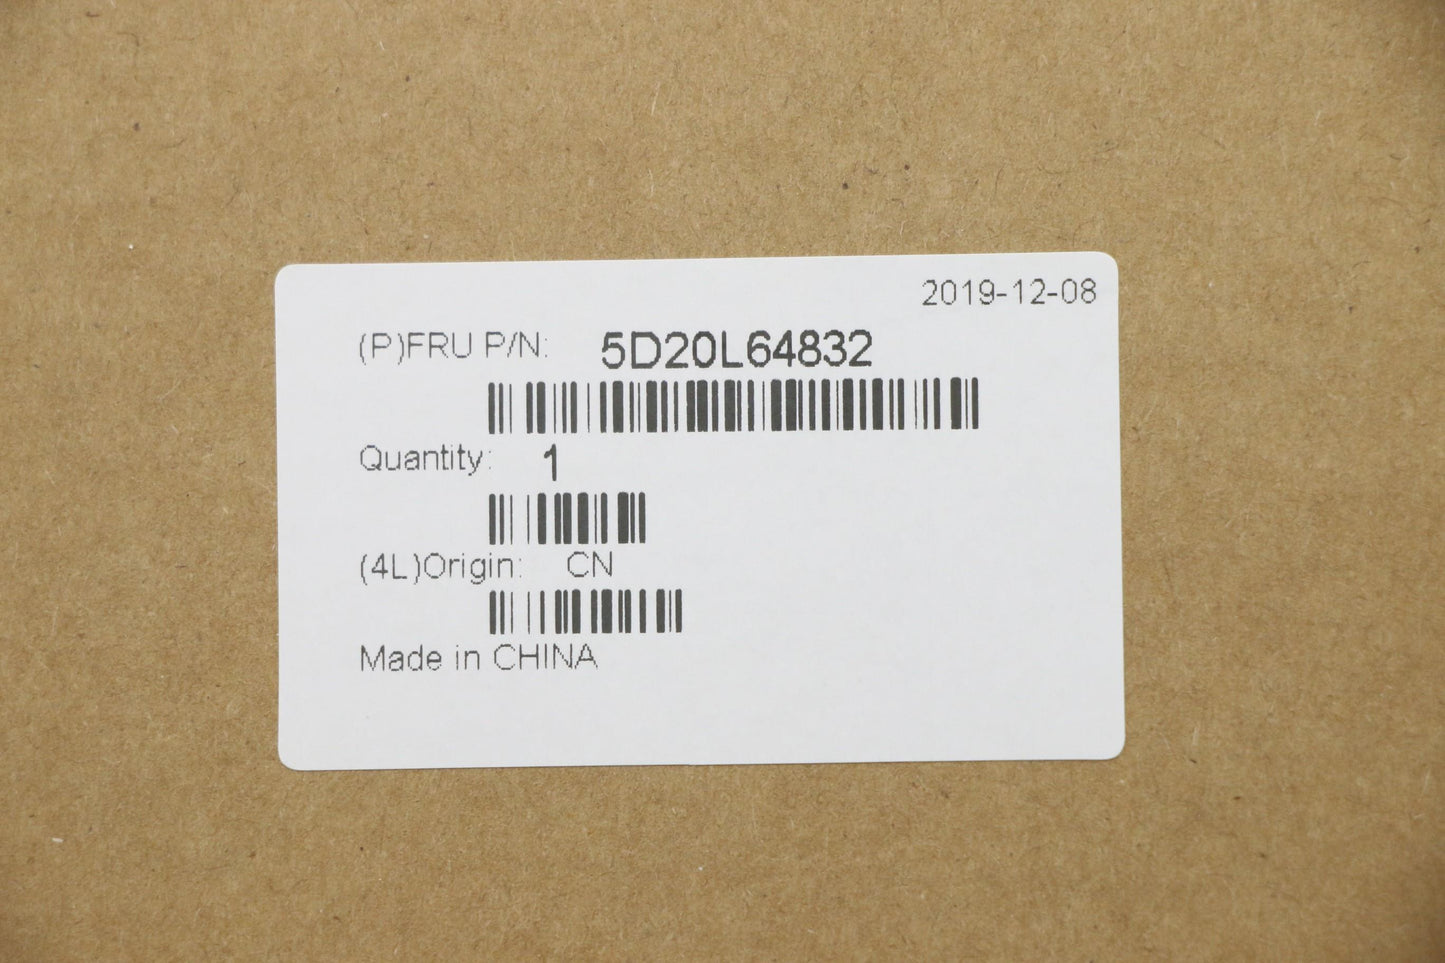 2019-12-08
(P)FRU P/N: 5D20L64832
Quantity: 1
(4L)Origin: CN
Made in CHINA